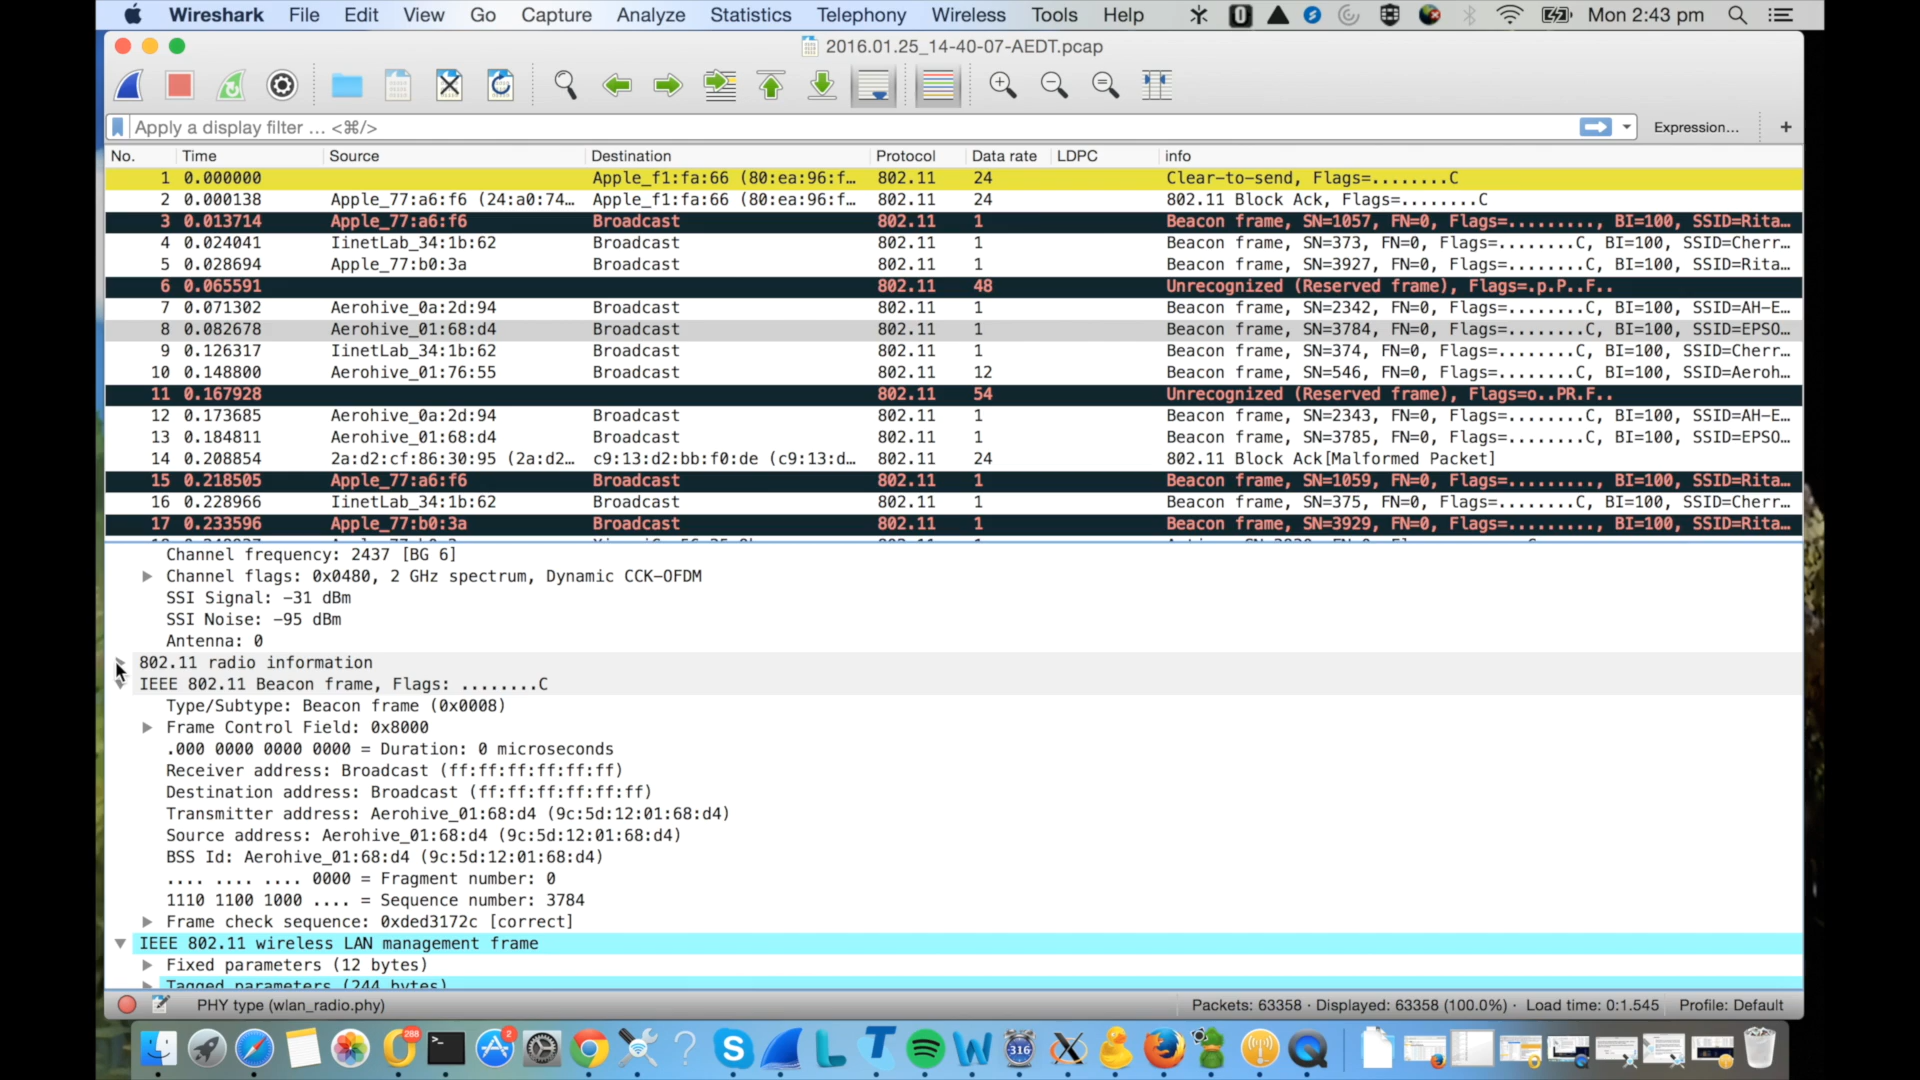 Wireshark File Edit View Go Capture Analyze Statistics Telephony Wireless Tools Help Mon 2:43 pm
2016.01.25_14-40-07-AEDT.pcap
Apply a display filter … <⌘/> Expression… +
No. Time Source Destination Protocol Data rate LDPC info
1 0.000000 Apple_f1:fa:66 (80:ea:96:f… 802.11 24 Clear-to-send, Flags=........C
2 0.000138 Apple_77:a6:f6 (24:a0:74… Apple_f1:fa:66 (80:ea:96:f… 802.11 24 802.11 Block Ack, Flags=........C
3 0.013714 Apple_77:a6:f6 Broadcast 802.11 1 Beacon frame, SN=1057, FN=0, Flags=........., BI=100, SSID=Rita…
4 0.024041 IinetLab_34:1b:62 Broadcast 802.11 1 Beacon frame, SN=373, FN=0, Flags=........C, BI=100, SSID=Cherr…
5 0.028694 Apple_77:b0:3a Broadcast 802.11 1 Beacon frame, SN=3927, FN=0, Flags=........C, BI=100, SSID=Rita…
6 0.065591 802.11 48 Unrecognized (Reserved frame), Flags=.p.P..F..
7 0.071302 Aerohive_0a:2d:94 Broadcast 802.11 1 Beacon frame, SN=2342, FN=0, Flags=........C, BI=100, SSID=AH-E…
8 0.082678 Aerohive_01:68:d4 Broadcast 802.11 1 Beacon frame, SN=3784, FN=0, Flags=........C, BI=100, SSID=EPSO…
9 0.126317 IinetLab_34:1b:62 Broadcast 802.11 1 Beacon frame, SN=374, FN=0, Flags=........C, BI=100, SSID=Cherr…
10 0.148800 Aerohive_01:76:55 Broadcast 802.11 12 Beacon frame, SN=546, FN=0, Flags=........C, BI=100, SSID=Aeroh…
11 0.167928 802.11 54 Unrecognized (Reserved frame), Flags=o..PR.F..
12 0.173685 Aerohive_0a:2d:94 Broadcast 802.11 1 Beacon frame, SN=2343, FN=0, Flags=........C, BI=100, SSID=AH-E…
13 0.184811 Aerohive_01:68:d4 Broadcast 802.11 1 Beacon frame, SN=3785, FN=0, Flags=........C, BI=100, SSID=EPSO…
14 0.208854 2a:d2:cf:86:30:95 (2a:d2… c9:13:d2:bb:f0:de (c9:13:d… 802.11 24 802.11 Block Ack[Malformed Packet]
15 0.218505 Apple_77:a6:f6 Broadcast 802.11 1 Beacon frame, SN=1059, FN=0, Flags=........., BI=100, SSID=Rita…
16 0.228966 IinetLab_34:1b:62 Broadcast 802.11 1 Beacon frame, SN=375, FN=0, Flags=........C, BI=100, SSID=Cherr…
17 0.233596 Apple_77:b0:3a Broadcast 802.11 1 Beacon frame, SN=3929, FN=0, Flags=........., BI=100, SSID=Rita…
Channel frequency: 2437 [BG 6]
Channel flags: 0x0480, 2 GHz spectrum, Dynamic CCK-OFDM
SSI Signal: -31 dBm
SSI Noise: -95 dBm
Antenna: 0
802.11 radio information
IEEE 802.11 Beacon frame, Flags: ........C
Type/Subtype: Beacon frame (0x0008)
Frame Control Field: 0x8000
.000 0000 0000 0000 = Duration: 0 microseconds
Receiver address: Broadcast (ff:ff:ff:ff:ff:ff)
Destination address: Broadcast (ff:ff:ff:ff:ff:ff)
Transmitter address: Aerohive_01:68:d4 (9c:5d:12:01:68:d4)
Source address: Aerohive_01:68:d4 (9c:5d:12:01:68:d4)
BSS Id: Aerohive_01:68:d4 (9c:5d:12:01:68:d4)
.... .... .... 0000 = Fragment number: 0
1110 1100 1000 .... = Sequence number: 3784
Frame check sequence: 0xded3172c [correct]
IEEE 802.11 wireless LAN management frame
Fixed parameters (12 bytes)
Tagged parameters (244 bytes)
PHY type (wlan_radio.phy) Packets: 63358 · Displayed: 63358 (100.0%) · Load time: 0:1.545 Profile: Default
288 2 316